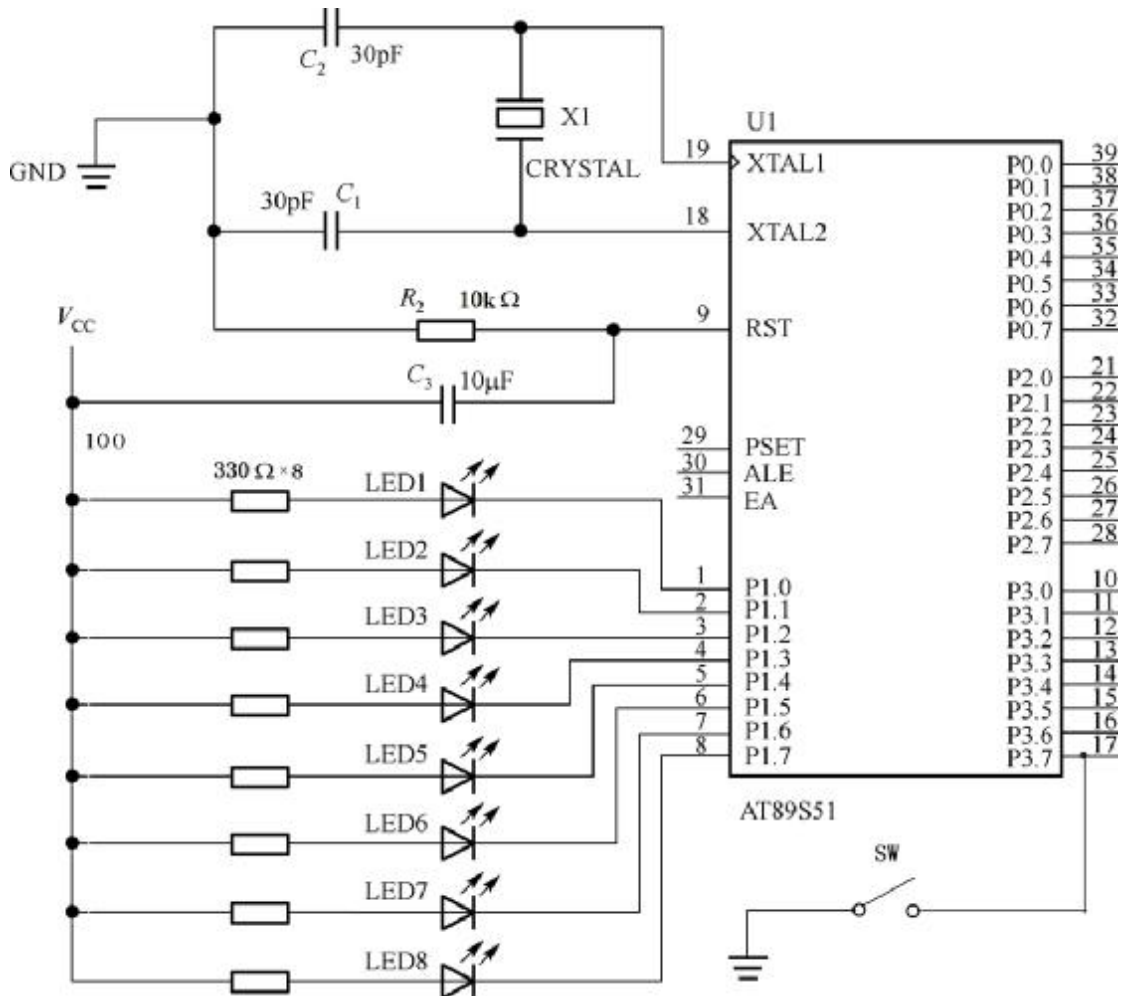 C2 30pF
X1
CRYSTAL
GND
30pF C1
R2 10k Ω
VCC
C3 10μF
100
330 Ω × 8
LED1
LED2
LED3
LED4
LED5
LED6
LED7
LED8
U1
19 XTAL1
18 XTAL2
9 RST
29 PSET
30 ALE
31 EA
1 P1.0
2 P1.1
3 P1.2
4 P1.3
5 P1.4
6 P1.5
7 P1.6
8 P1.7
P0.0 39
P0.1 38
P0.2 37
P0.3 36
P0.4 35
P0.5 34
P0.6 33
P0.7 32
P2.0 21
P2.1 22
P2.2 23
P2.3 24
P2.4 25
P2.5 26
P2.6 27
P2.7 28
P3.0 10
P3.1 11
P3.2 12
P3.3 13
P3.4 14
P3.5 15
P3.6 16
P3.7 17
AT89S51
SW